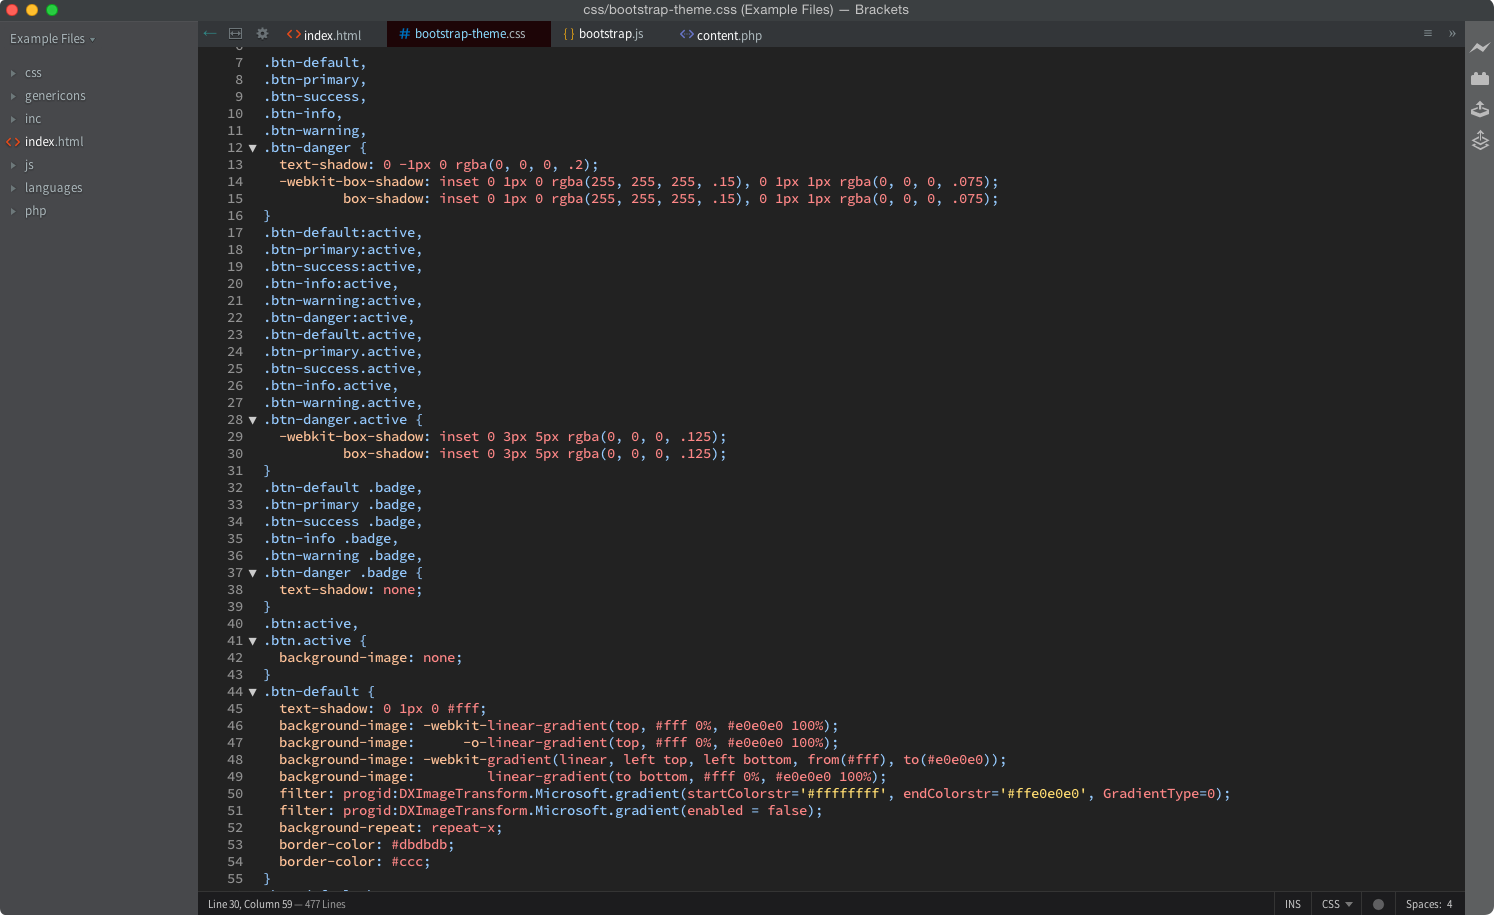 css/bootstrap-theme.css (Example Files) — Brackets
Example Files
css
genericons
inc
index.html
js
languages
php
index.html
bootstrap-theme.css
bootstrap.js
content.php
7 .btn-default,
8 .btn-primary,
9 .btn-success,
10 .btn-info,
11 .btn-warning,
12 .btn-danger {
13 text-shadow: 0 -1px 0 rgba(0, 0, 0, .2);
14 -webkit-box-shadow: inset 0 1px 0 rgba(255, 255, 255, .15), 0 1px 1px rgba(0, 0, 0, .075);
15 box-shadow: inset 0 1px 0 rgba(255, 255, 255, .15), 0 1px 1px rgba(0, 0, 0, .075);
16 }
17 .btn-default:active,
18 .btn-primary:active,
19 .btn-success:active,
20 .btn-info:active,
21 .btn-warning:active,
22 .btn-danger:active,
23 .btn-default.active,
24 .btn-primary.active,
25 .btn-success.active,
26 .btn-info.active,
27 .btn-warning.active,
28 .btn-danger.active {
29 -webkit-box-shadow: inset 0 3px 5px rgba(0, 0, 0, .125);
30 box-shadow: inset 0 3px 5px rgba(0, 0, 0, .125);
31 }
32 .btn-default .badge,
33 .btn-primary .badge,
34 .btn-success .badge,
35 .btn-info .badge,
36 .btn-warning .badge,
37 .btn-danger .badge {
38 text-shadow: none;
39 }
40 .btn:active,
41 .btn.active {
42 background-image: none;
43 }
44 .btn-default {
45 text-shadow: 0 1px 0 #fff;
46 background-image: -webkit-linear-gradient(top, #fff 0%, #e0e0e0 100%);
47 background-image: -o-linear-gradient(top, #fff 0%, #e0e0e0 100%);
48 background-image: -webkit-gradient(linear, left top, left bottom, from(#fff), to(#e0e0e0));
49 background-image: linear-gradient(to bottom, #fff 0%, #e0e0e0 100%);
50 filter: progid:DXImageTransform.Microsoft.gradient(startColorstr='#ffffffff', endColorstr='#ffe0e0e0', GradientType=0);
51 filter: progid:DXImageTransform.Microsoft.gradient(enabled = false);
52 background-repeat: repeat-x;
53 border-color: #dbdbdb;
54 border-color: #ccc;
55 }
Line 30, Column 59 — 477 Lines
INS
CSS
Spaces: 4